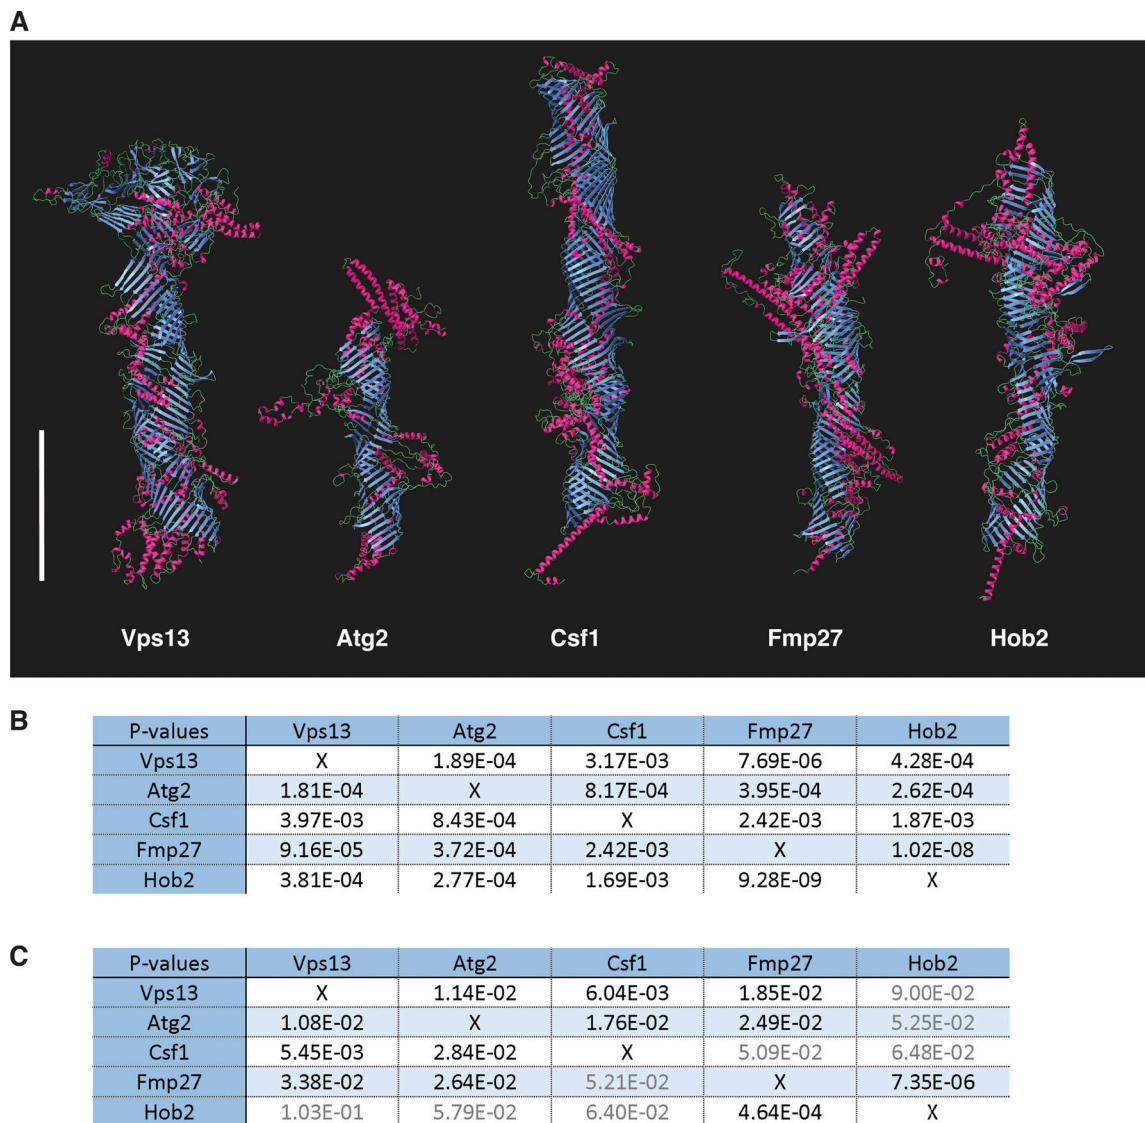 A
Vps13 Atg2 Csf1 Fmp27 Hob2
B
P-values Vps13 Atg2 Csf1 Fmp27 Hob2
Vps13 X 1.89E-04 3.17E-03 7.69E-06 4.28E-04
Atg2 1.81E-04 X 8.17E-04 3.95E-04 2.62E-04
Csf1 3.97E-03 8.43E-04 X 2.42E-03 1.87E-03
Fmp27 9.16E-05 3.72E-04 2.42E-03 X 1.02E-08
Hob2 3.81E-04 2.77E-04 1.69E-03 9.28E-09 X
C
P-values Vps13 Atg2 Csf1 Fmp27 Hob2
Vps13 X 1.14E-02 6.04E-03 1.85E-02 9.00E-02
Atg2 1.08E-02 X 1.76E-02 2.49E-02 5.25E-02
Csf1 5.45E-03 2.84E-02 X 5.09E-02 6.48E-02
Fmp27 3.38E-02 2.64E-02 5.21E-02 X 7.35E-06
Hob2 1.03E-01 5.79E-02 6.40E-02 4.64E-04 X